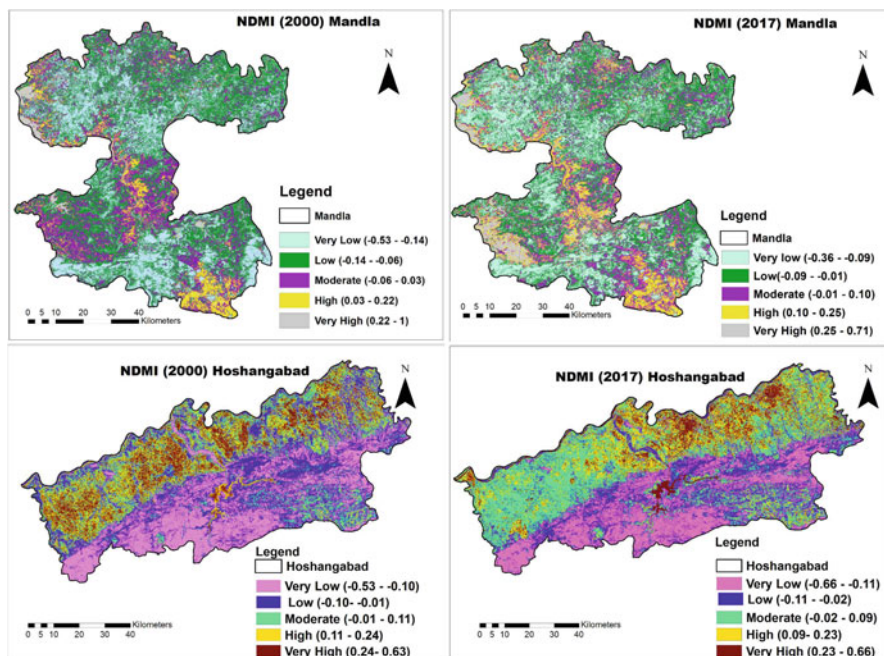 NDMI (2000) Mandla
N
Legend
Mandla
Very Low (-0.53 - -0.14)
Low (-0.14 - -0.06)
Moderate (-0.06 - 0.03)
High (0.03 - 0.22)
Very High (0.22 - 1)
0 5 10 20 30 40
Kilometers
NDMI (2017) Mandla
N
Legend
Mandla
Very low (-0.36 - -0.09)
Low(-0.09 - -0.01)
Moderate (-0.01 - 0.10)
High (0.10 - 0.25)
Very High (0.25 - 0.71)
0 5 10 20 30 40
Kilometers
NDMI (2000) Hoshangabad
N
Legend
Hoshangabad
Very Low (-0.53 - -0.10)
Low (-0.10- -0.01)
Moderate (-0.01 - 0.11)
High (0.11 - 0.24)
Very High (0.24- 0.63)
0 5 10 20 30 40
Kilometers
NDMI (2017) Hoshangabad
N
Legend
Hoshangabad
Very Low (-0.66 - -0.11)
Low (-0.11 - -0.02)
Moderate (-0.02 - 0.09)
High (0.09- 0.23)
Very High (0.23 - 0.66)
0 5 10 20 30 40
Kilometers